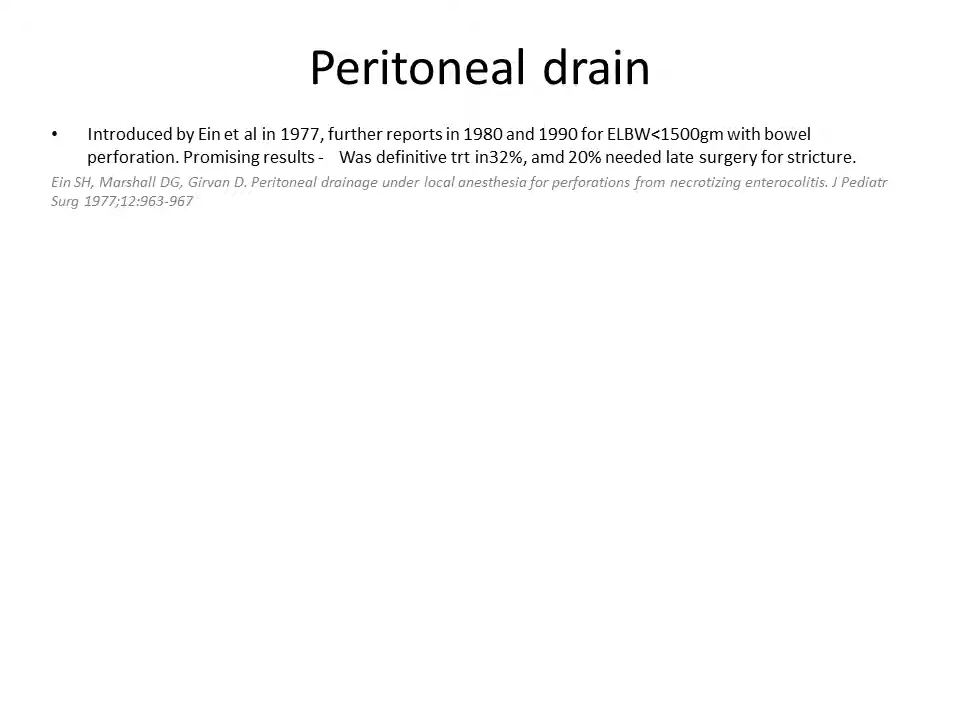 Peritoneal drain
• Introduced by Ein et al in 1977, further reports in 1980 and 1990 for ELBW<1500gm with bowel
perforation. Promising results - Was definitive trt in32%, amd 20% needed late surgery for stricture.
Ein SH, Marshall DG, Girvan D. Peritoneal drainage under local anesthesia for perforations from necrotizing enterocolitis. J Pediatr
Surg 1977;12:963-967